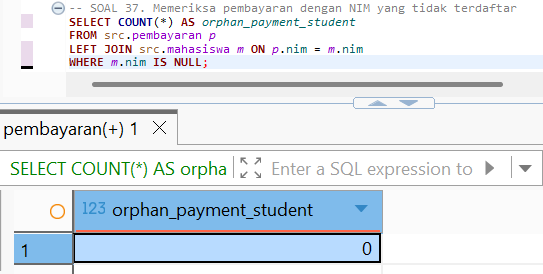 -- SOAL 37. Memeriksa pembayaran dengan NIM yang tidak terdaftar
SELECT COUNT(*) AS orphan_payment_student
FROM src.pembayaran p
LEFT JOIN src.mahasiswa m ON p.nim = m.nim
WHERE m.nim IS NULL;
pembayaran(+) 1
SELECT COUNT(*) AS orpha
Enter a SQL expression to
123 orphan_payment_student
1 0